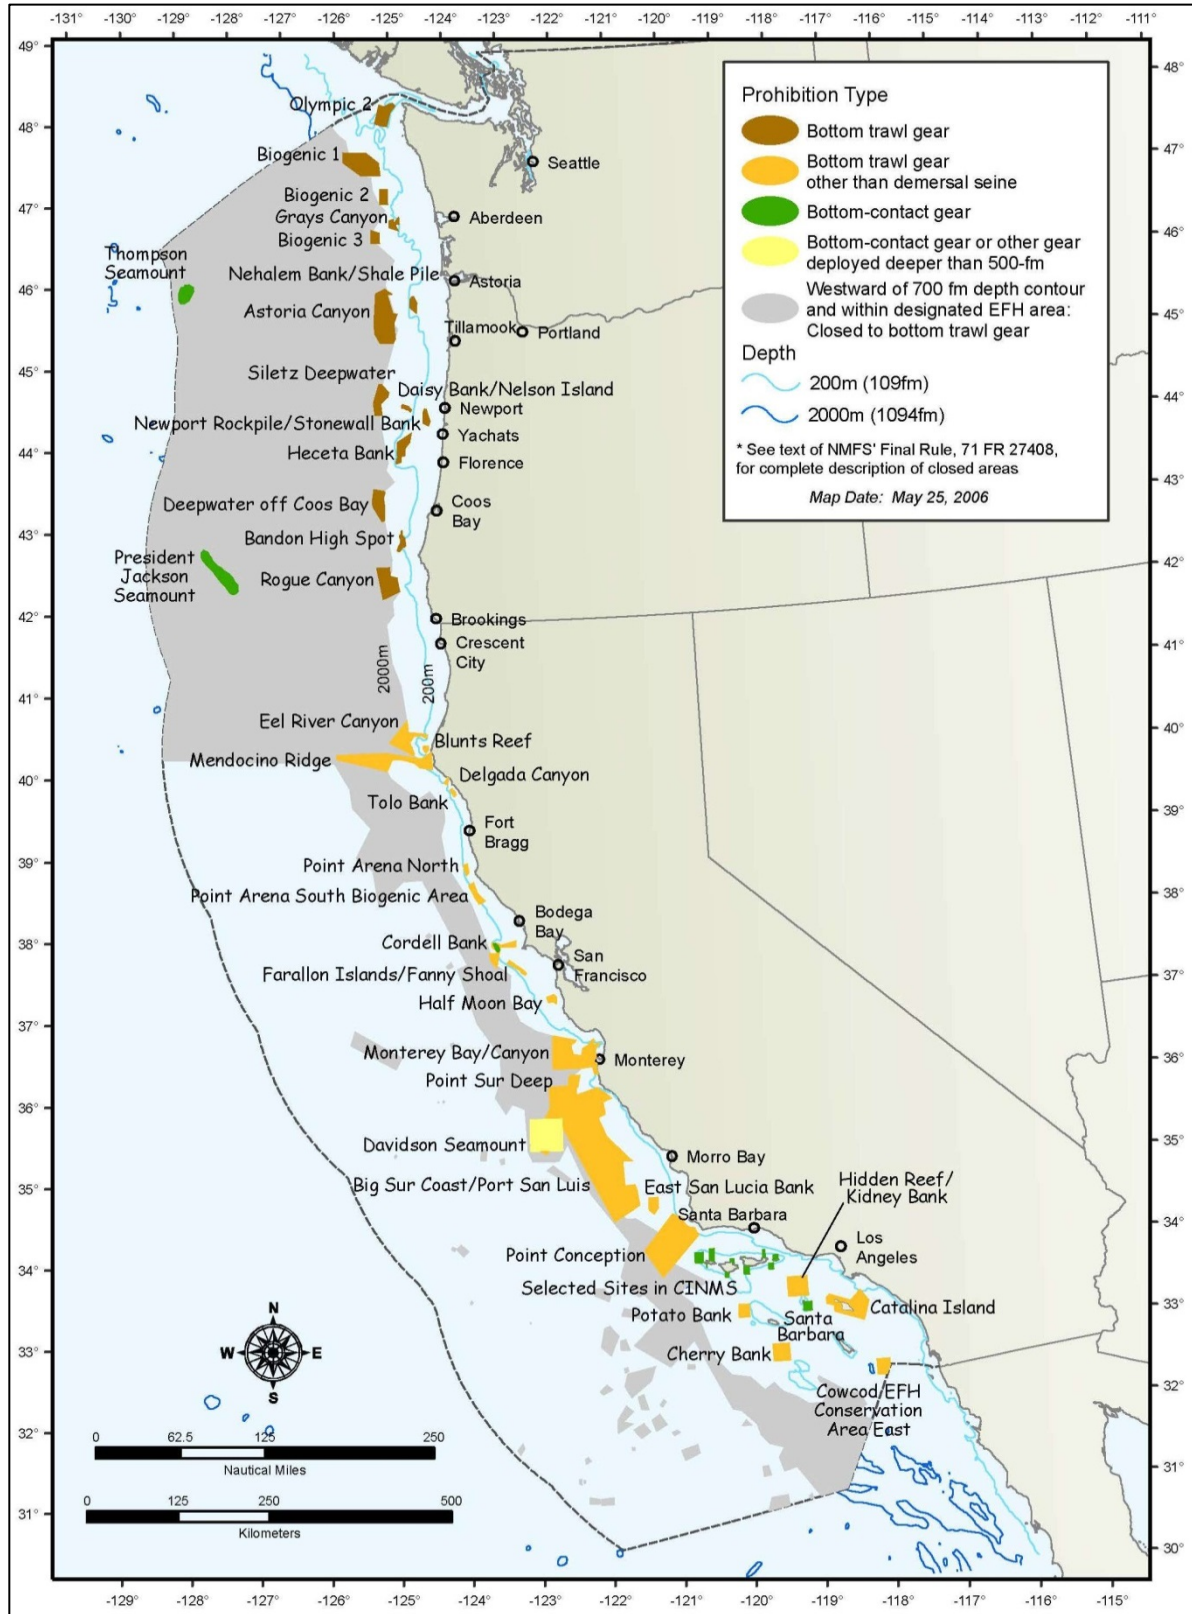 -131° -130° -129° -128° -127° -126° -125° -124° -123° -122° -121° -120° -119° -118° -117° -116° -115° -114° -113° -112° -111°
49°
48°
47°
46°
45°
44°
43°
42°
41°
40°
39°
38°
37°
36°
35°
34°
33°
32°
31°
Olympic 2
Biogenic 1
Biogenic 2
Grays Canyon
Biogenic 3
Thompson
Seamount
Nehalem Bank/Shale Pile
Astoria Canyon
Siletz Deepwater
Daisy Bank/Nelson Island
Newport Rockpile/Stonewall Bank
Heceta Bank
Deepwater off Coos Bay
Bandon High Spot
President
Jackson
Seamount
Rogue Canyon
2000m
200m
Eel River Canyon
Blunts Reef
Mendocino Ridge
Delgada Canyon
Tolo Bank
Point Arena North
Point Arena South Biogenic Area
Cordell Bank
Farallon Islands/Fanny Shoal
Half Moon Bay
Monterey Bay/Canyon
Point Sur Deep
Davidson Seamount
Big Sur Coast/Port San Luis
East San Lucia Bank
Point Conception
Selected Sites in CINMS
Potato Bank
Cherry Bank
Santa
Barbara
Hidden Reef/
Kidney Bank
Catalina Island
Cowcod EFH
Conservation
Area East
Seattle
Aberdeen
Astoria
Tillamook
Portland
Newport
Yachats
Florence
Coos
Bay
Brookings
Crescent
City
Fort
Bragg
Bodega
Bay
San
Francisco
Monterey
Morro Bay
Santa Barbara
Los
Angeles
Prohibition Type
Bottom trawl gear
Bottom trawl gear
other than demersal seine
Bottom-contact gear
Bottom-contact gear or other gear
deployed deeper than 500-fm
Westward of 700 fm depth contour
and within designated EFH area:
Closed to bottom trawl gear
Depth
200m (109fm)
2000m (1094fm)
* See text of NMFS' Final Rule, 71 FR 27408,
for complete description of closed areas
Map Date: May 25, 2006
48°
47°
46°
45°
44°
43°
42°
41°
40°
39°
38°
37°
36°
35°
34°
33°
32°
31°
30°
N
W E
S
0 62.5 125 250
Nautical Miles
0 125 250 500
Kilometers
-129° -128° -127° -126° -125° -124° -123° -122° -121° -120° -119° -118° -117° -116° -115°